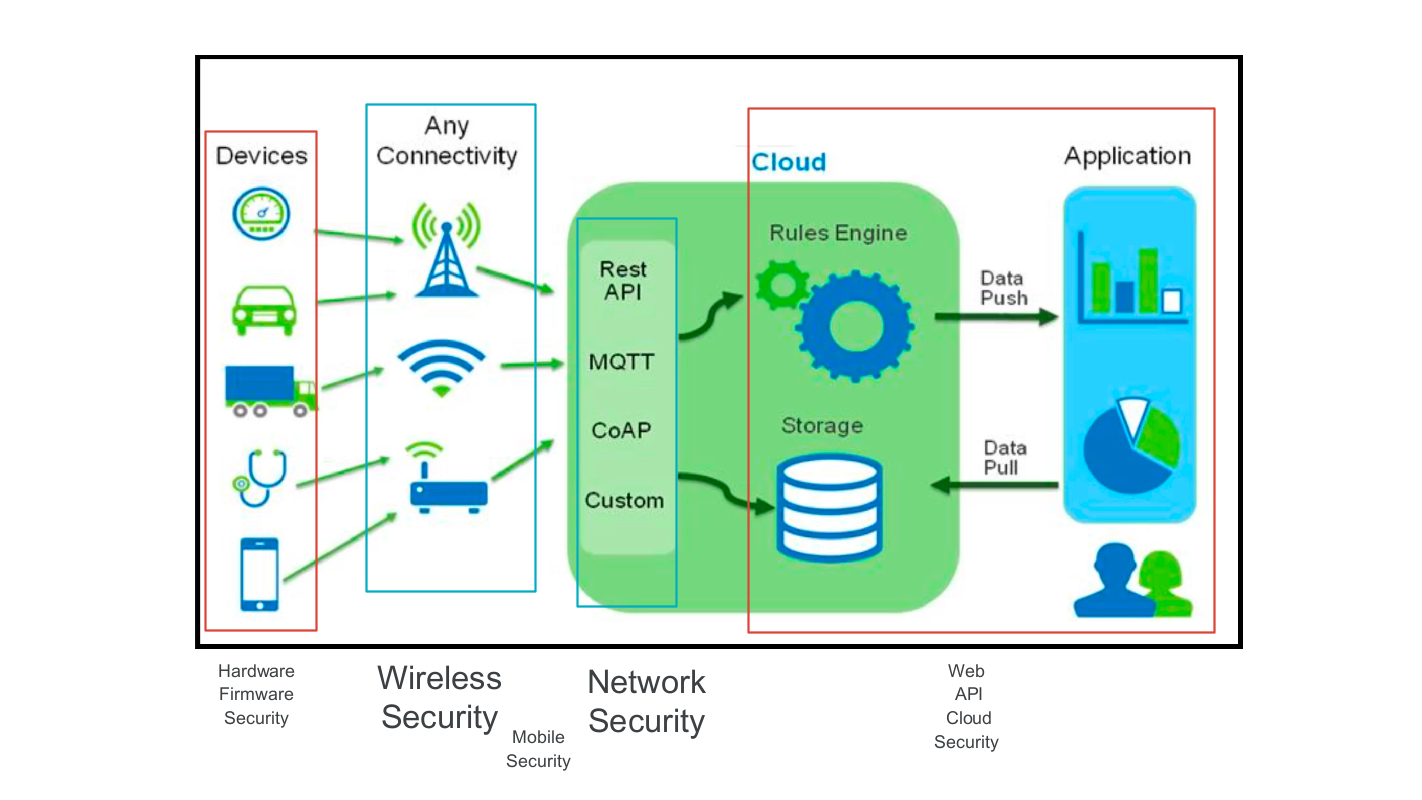 Devices
Any
Connectivity
Cloud
Application
Rest
API
MQTT
CoAP
Custom
Rules Engine
Storage
Data
Push
Data
Pull
Hardware
Firmware
Security
Wireless
Security
Mobile
Security
Network
Security
Web
API
Cloud
Security